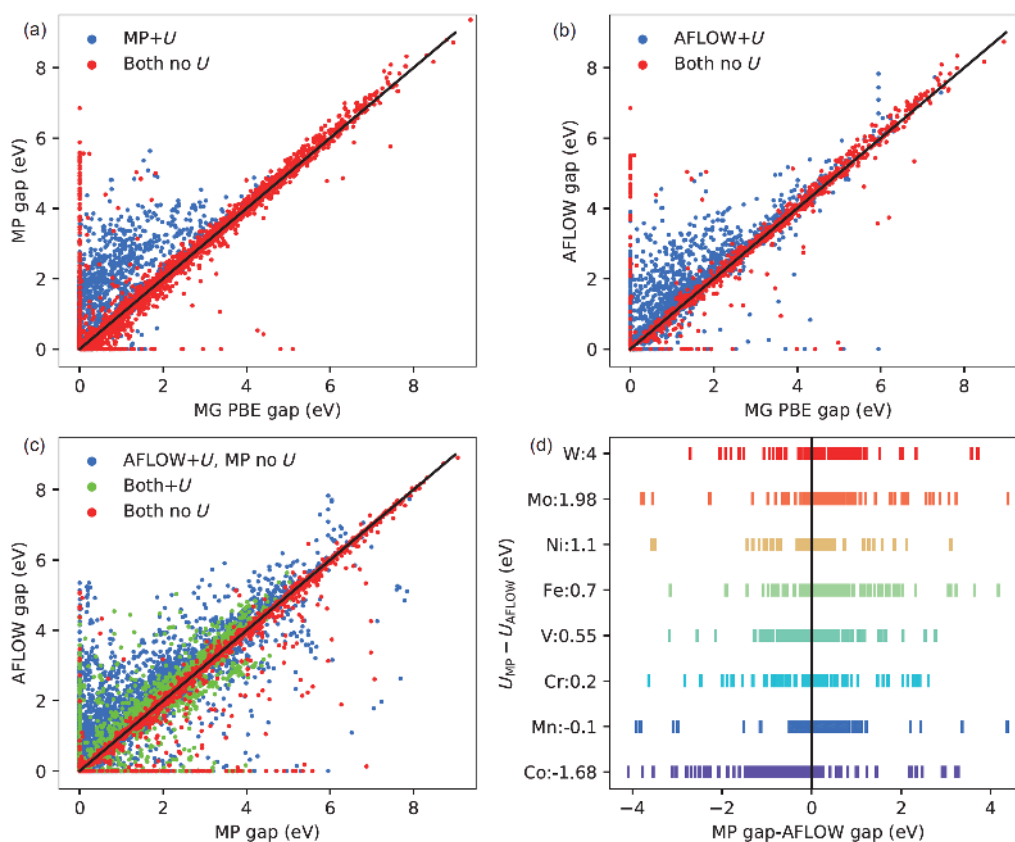 (a)
MP+U
Both no U
8
6
4
2
0
MP gap (eV)
0 2 4 6 8
MG PBE gap (eV)
(b)
AFLOW+U
Both no U
8
6
4
2
0
AFLOW gap (eV)
0 2 4 6 8
MG PBE gap (eV)
(c)
AFLOW+U, MP no U
Both+U
Both no U
8
6
4
2
0
AFLOW gap (eV)
0 2 4 6 8
MP gap (eV)
(d)
W:4
Mo:1.98
Ni:1.1
Fe:0.7
V:0.55
Cr:0.2
Mn:-0.1
Co:-1.68
U_MP − U_AFLOW (eV)
−4 −2 0 2 4
MP gap-AFLOW gap (eV)